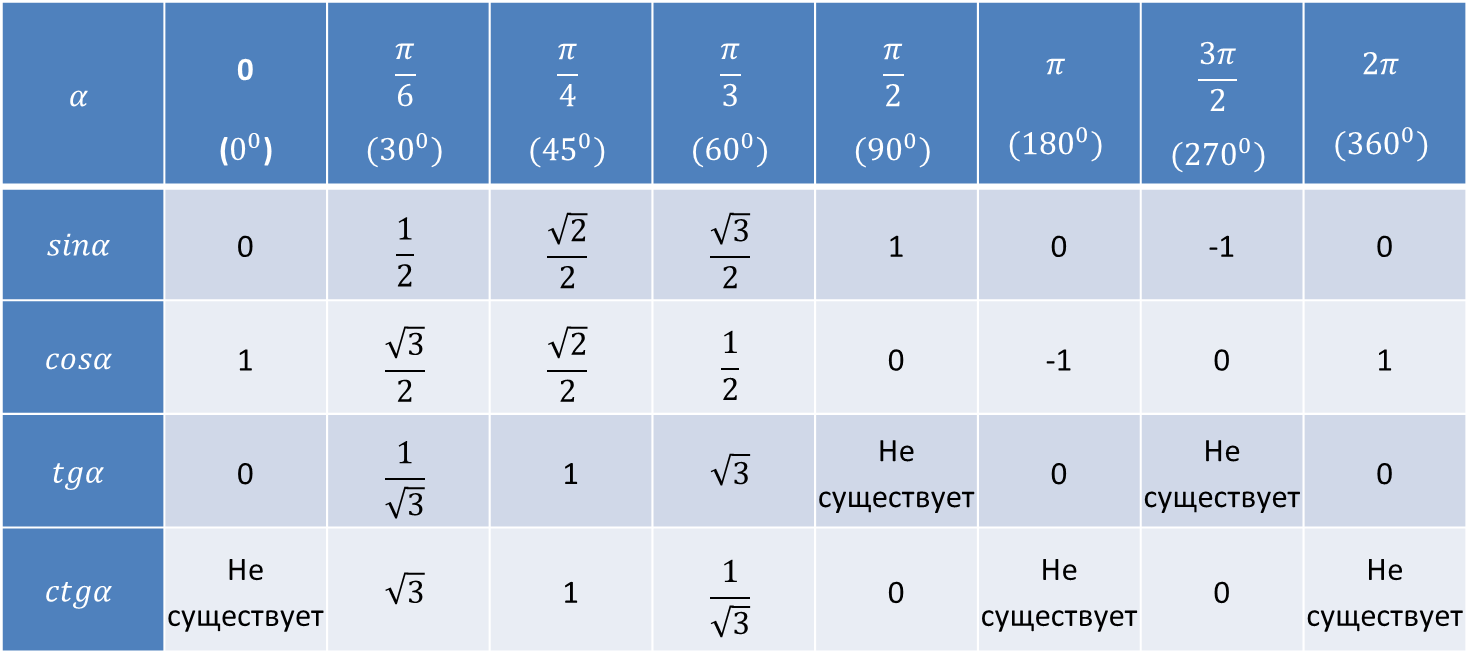 α 0 (0⁰) π/6 (30⁰) π/4 (45⁰) π/3 (60⁰) π/2 (90⁰) π (180⁰) 3π/2 (270⁰) 2π (360⁰)
sinα 0 1/2 √2/2 √3/2 1 0 -1 0
cosα 1 √3/2 √2/2 1/2 0 -1 0 1
tgα 0 1/√3 1 √3 Не существует 0 Не существует 0
ctgα Не существует √3 1 1/√3 0 Не существует 0 Не существует